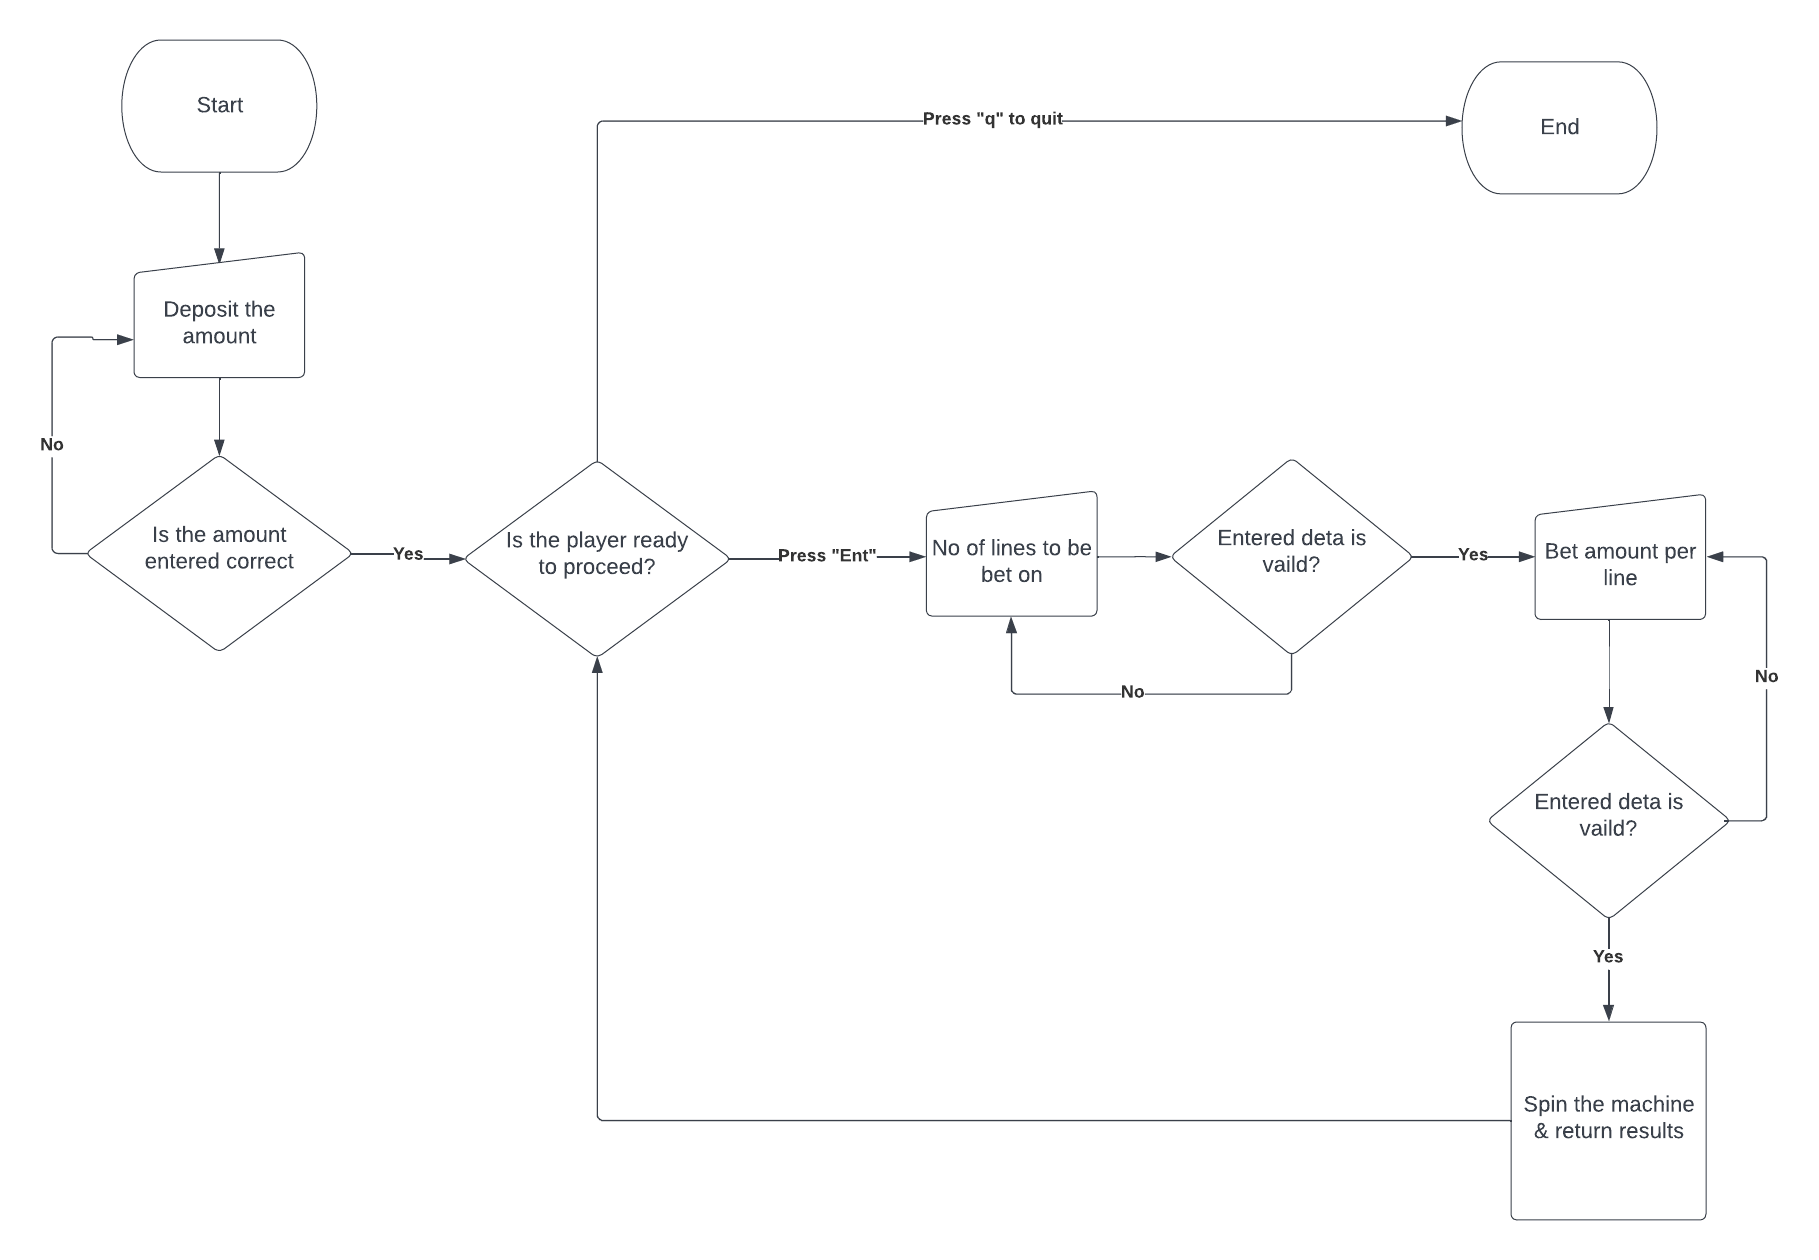 Start
Press "q" to quit
End
Deposit the
amount
No
Is the amount
entered correct
Yes
Is the player ready
to proceed?
Press "Ent"
No of lines to be
bet on
Entered deta is
vaild?
No
Yes
Bet amount per
line
No
Entered deta is
vaild?
Yes
Spin the machine
& return results